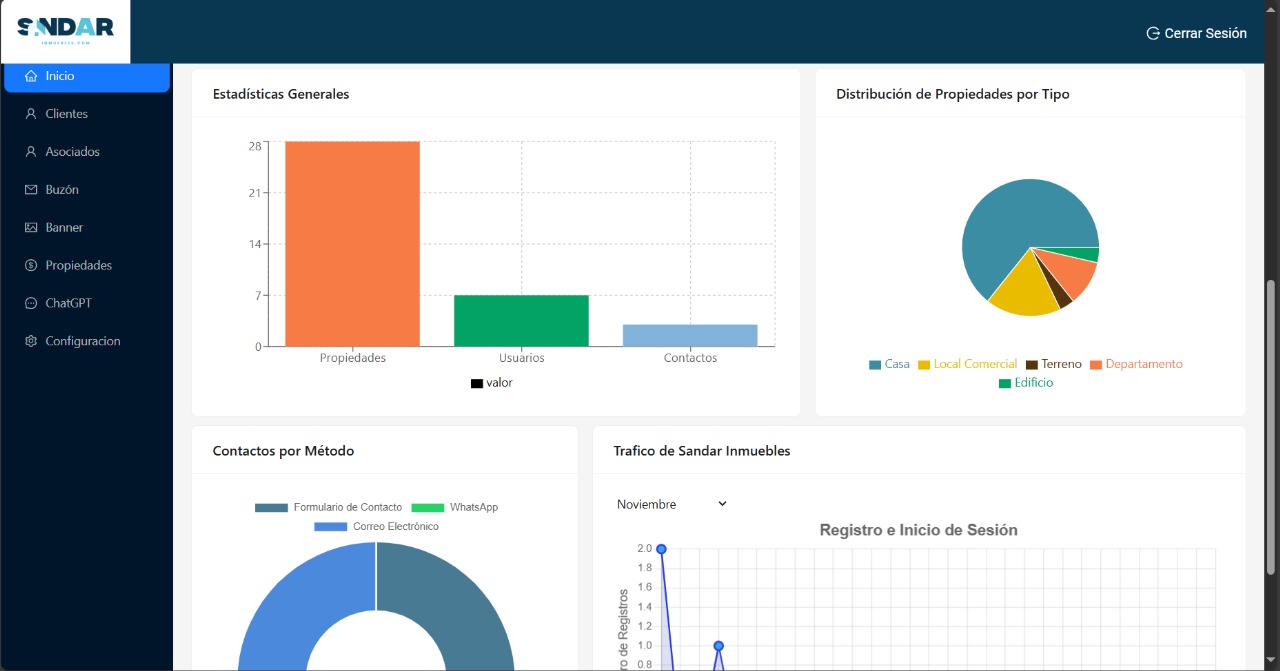 SANDAR
INMUEBLES.COM
Cerrar Sesión
Inicio
Clientes
Asociados
Buzón
Banner
Propiedades
ChatGPT
Configuracion
Estadísticas Generales
28
21
14
7
0
Propiedades Usuarios Contactos
valor
Distribución de Propiedades por Tipo
Casa Local Comercial Terreno Departamento
Edificio
Contactos por Método
Formulario de Contacto WhatsApp
Correo Electrónico
Trafico de Sandar Inmuebles
Noviembre
Registro e Inicio de Sesión
2.0
1.8
1.6
1.4
1.2
1.0
0.8
ro de Registros